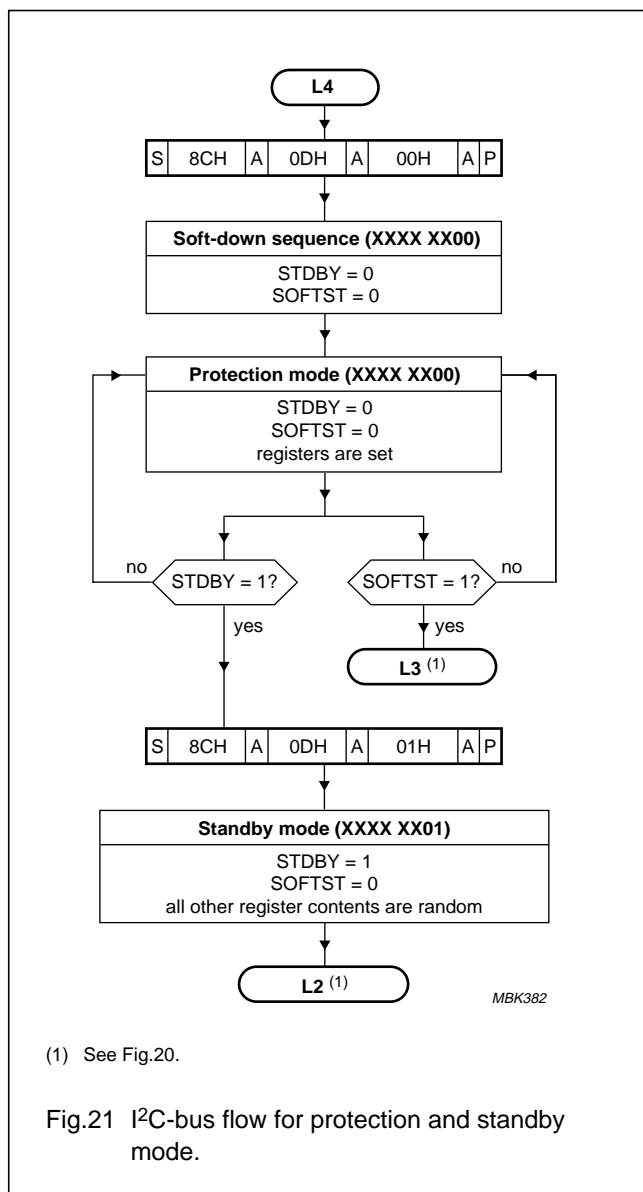 L4
S 8CH A 0DH A 00H A P
Soft-down sequence (XXXX XX00)
STDBY = 0
SOFTST = 0
Protection mode (XXXX XX00)
STDBY = 0
SOFTST = 0
registers are set
no
STDBY = 1?
SOFTST = 1?
no
yes
yes
L3 (1)
S 8CH A 0DH A 01H A P
Standby mode (XXXX XX01)
STDBY = 1
SOFTST = 0
all other register contents are random
L2 (1)
MBK382
(1) See Fig.20.
Fig.21 I²C-bus flow for protection and standby
mode.